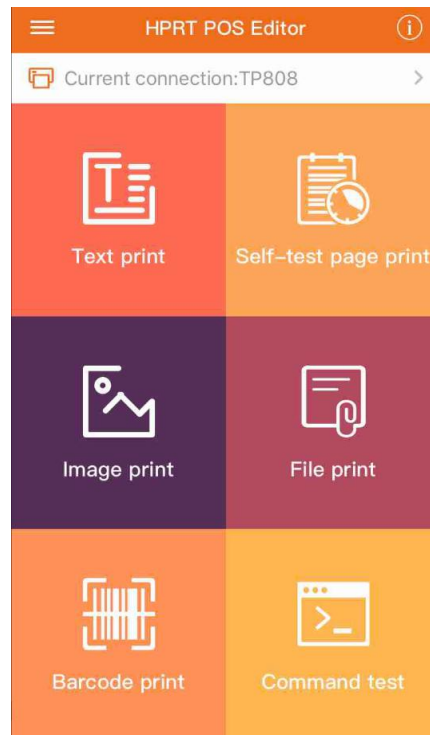 HPRT POS Editor
Current connection:TP808
Text print
Self-test page print
Image print
File print
Barcode print
Command test